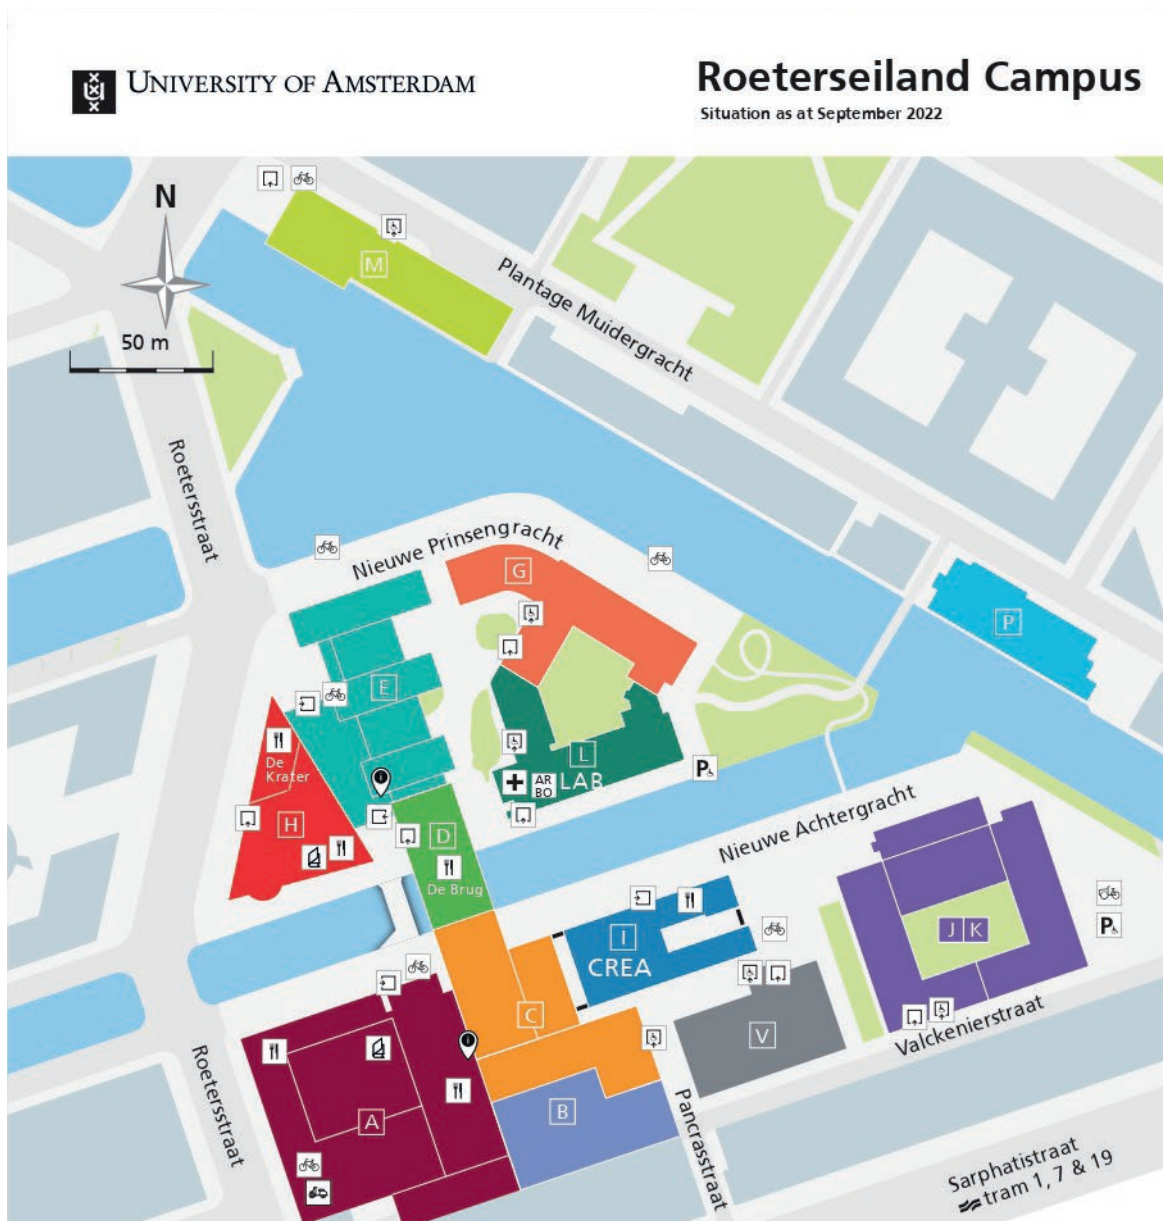 UNIVERSITY OF AMSTERDAM
Roeterseiland Campus
Situation as at September 2022
N
50 m
M
Plantage Muidergracht
Roetersstraat
Nieuwe Prinsengracht
G
P
E
De
Krater
L
LAB
AR
BO
P
H
D
De Brug
Nieuwe Achtergracht
I
CREA
J K
P
C
V
Valckenierstraat
Roetersstraat
A
B
Pancrasstraat
Sarphatistraat
tram 1, 7 & 19